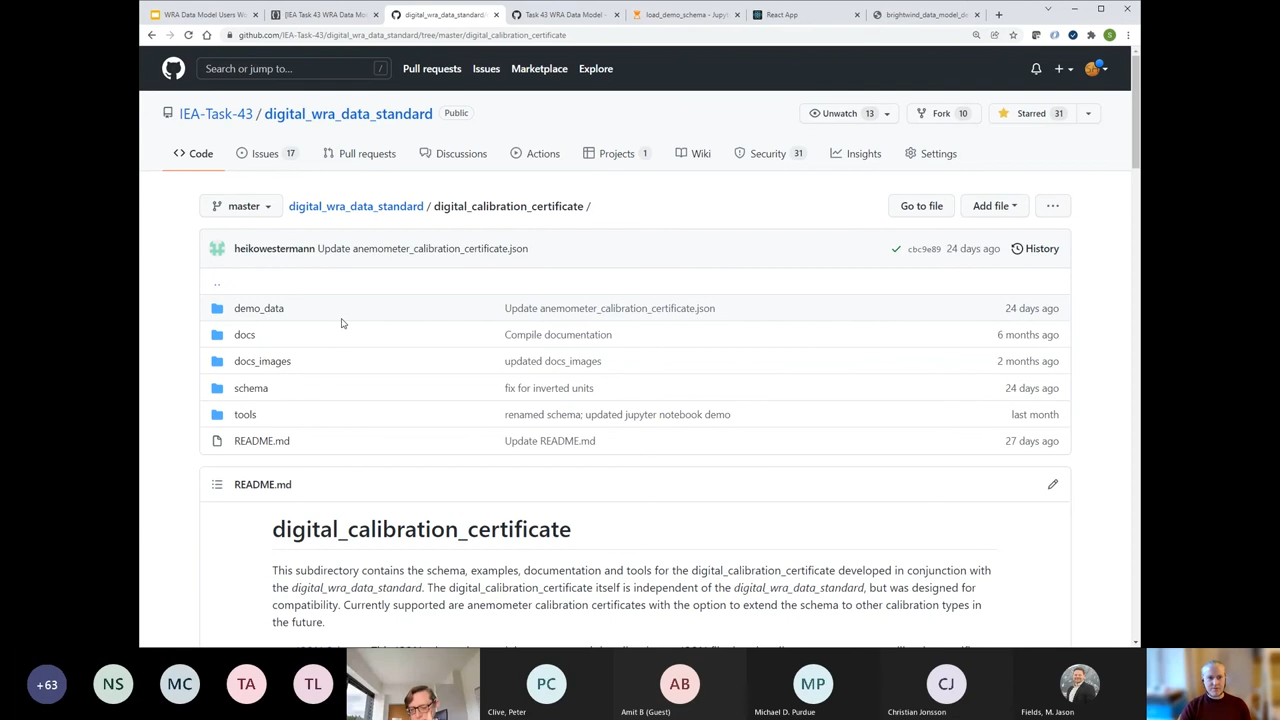 WRA Data Model Users Wo
[IEA Task 43 WRA Data Mo
digital_wra_data_standard/
Task 43 WRA Data Model -
load_demo_schema - Jupyt
React App
brightwind_data_model_de
github.com/IEA-Task-43/digital_wra_data_standard/tree/master/digital_calibration_certificate
Search or jump to... /
Pull requests Issues Marketplace Explore
IEA-Task-43 / digital_wra_data_standard Public
Unwatch 13 Fork 10 Starred 31
Code Issues 17 Pull requests Discussions Actions Projects 1 Wiki Security 31 Insights Settings
master digital_wra_data_standard / digital_calibration_certificate / Go to file Add file ...
heikowestermann Update anemometer_calibration_certificate.json cbc9e89 24 days ago History
..
demo_data Update anemometer_calibration_certificate.json 24 days ago
docs Compile documentation 6 months ago
docs_images updated docs_images 2 months ago
schema fix for inverted units 24 days ago
tools renamed schema; updated jupyter notebook demo last month
README.md Update README.md 27 days ago
README.md
digital_calibration_certificate
This subdirectory contains the schema, examples, documentation and tools for the digital_calibration_certificate developed in conjunction with
the digital_wra_data_standard. The digital_calibration_certificate itself is independent of the digital_wra_data_standard, but was designed for
compatibility. Currently supported are anemometer calibration certificates with the option to extend the schema to other calibration types in
the future.
+63 NS MC TA TL PC AB MP CJ
Clive, Peter Amit B (Guest) Michael D. Purdue Christian Jonsson Fields, M. Jason